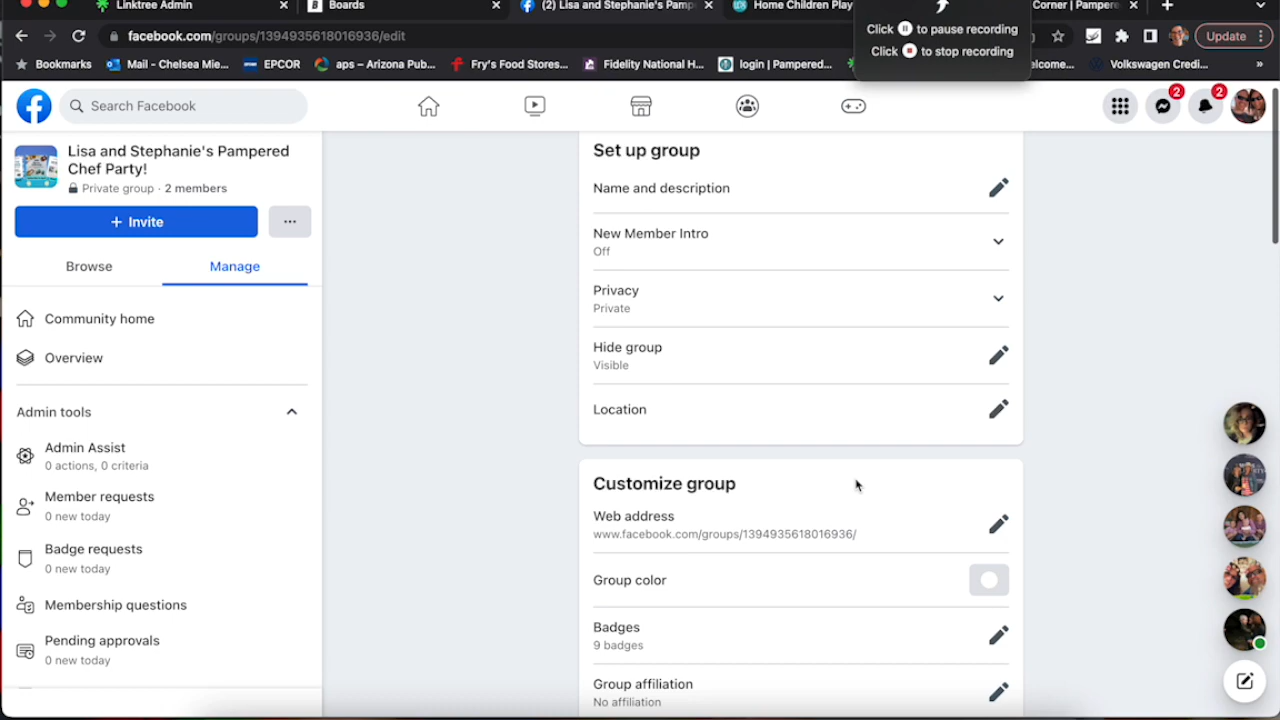 Linktree Admin
Boards
(2) Lisa and Stephanie's Pamp
Home Children Play
Corner | Pampere
Click to pause recording
Click to stop recording
facebook.com/groups/1394935618016936/edit
Update
Bookmarks
Mail – Chelsea Mie...
EPCOR
aps – Arizona Pub...
Fry's Food Stores...
Fidelity National H...
login | Pampered...
elcome...
Volkswagen Credi...
»
Search Facebook
2
2
Lisa and Stephanie's Pampered
Chef Party!
Private group · 2 members
+ Invite
...
Browse
Manage
Community home
Overview
Admin tools
Admin Assist
0 actions, 0 criteria
Member requests
0 new today
Badge requests
0 new today
Membership questions
Pending approvals
0 new today
Set up group
Name and description
New Member Intro
Off
Privacy
Private
Hide group
Visible
Location
Customize group
Web address
www.facebook.com/groups/1394935618016936/
Group color
Badges
9 badges
Group affiliation
No affiliation